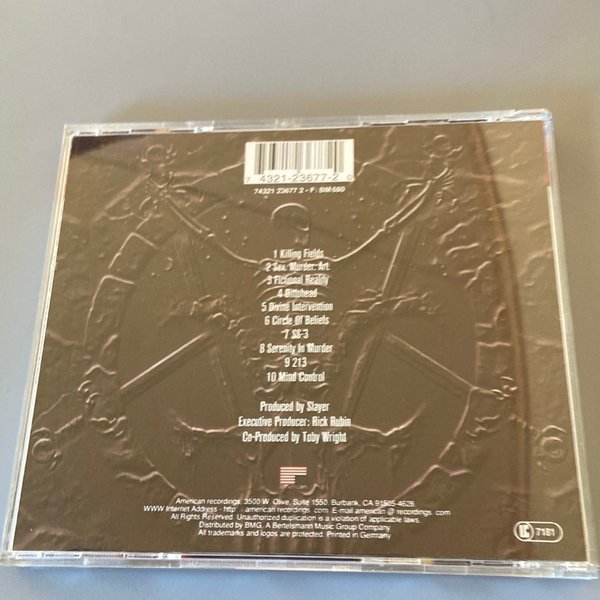 7 4321-23677-2 0
74321 23677 2 - F: BM 650
1 Killing Fields
2 Sex. Murder. Art.
3 Fictional Reality
4 Dittohead
5 Divine Intervention
6 Circle Of Beliefs
7 SS-3
8 Serenity In Murder
9 213
10 Mind Control
Produced by Slayer
Executive Producer: Rick Rubin
Co-Produced by Toby Wright
American recordings, 3500 W. Olive, Suite 1550, Burbank, CA 91505-4628.
WWW Internet Address - http american.recordings.com E-mail american @ recordings.com
All Rights Reserved. Unauthorized duplication is a violation of applicable laws.
Distributed by BMG. A Bertelsmann Music Group Company
All trademarks and logos are protected. Printed in Germany
LC 7181